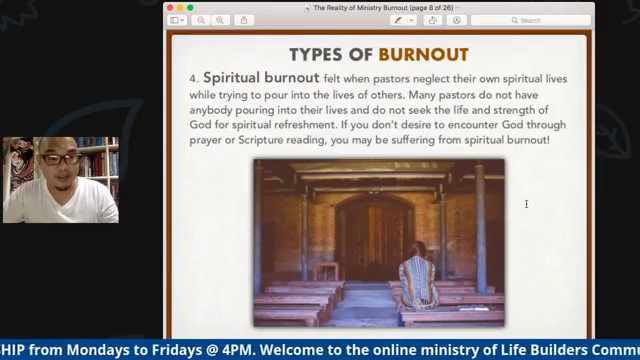 The Reality of Ministry Burnout (page 8 of 26)
Search
TYPES OF BURNOUT
4. Spiritual burnout felt when pastors neglect their own spiritual lives
while trying to pour into the lives of others. Many pastors do not have
anybody pouring into their lives and do not seek the life and strength of
God for spiritual refreshment. If you don't desire to encounter God through
prayer or Scripture reading, you may be suffering from spiritual burnout!
SHIP from Mondays to Fridays @ 4PM. Welcome to the online ministry of Life Builders Comm